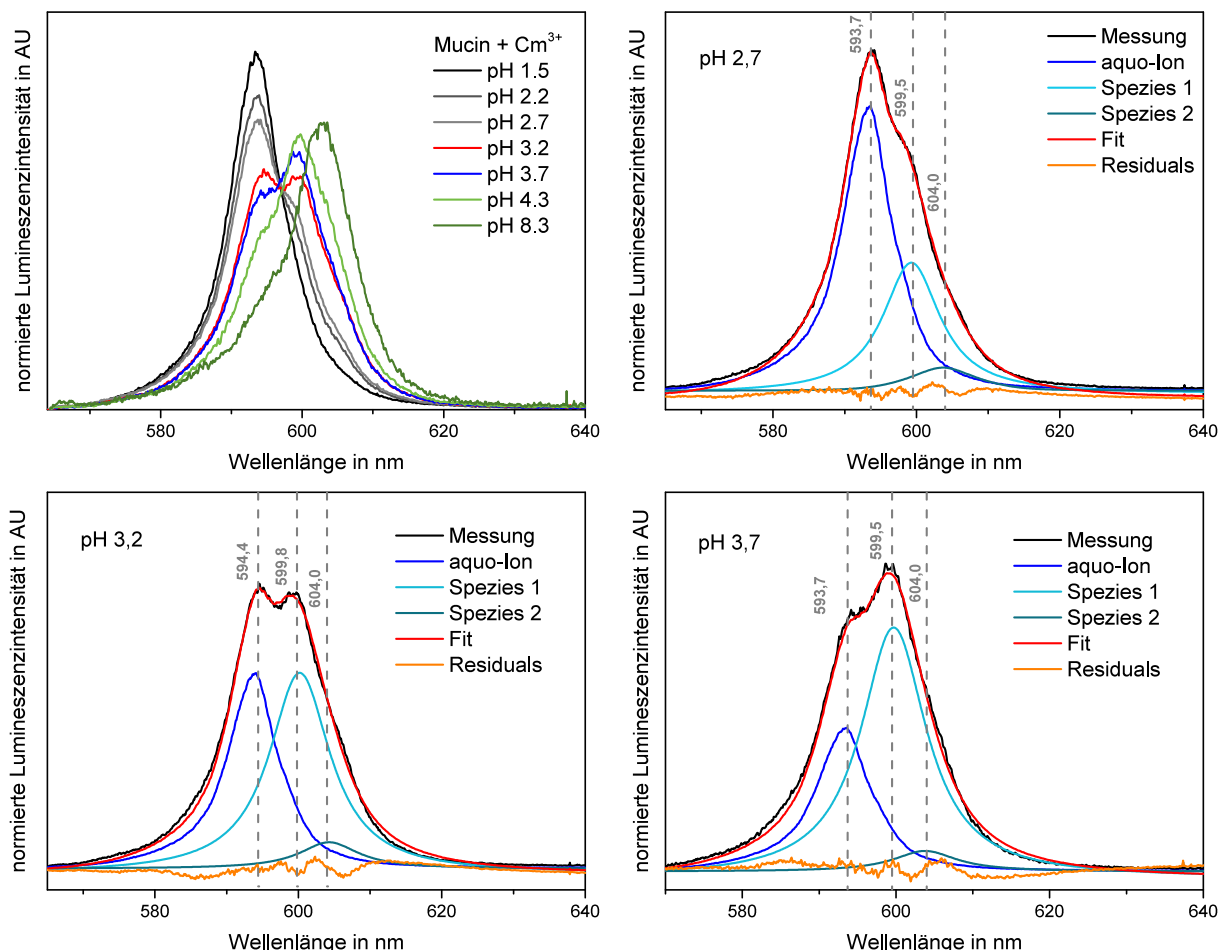 normierte Lumineszenzintensität in AU
Mucin + Cm³⁺
pH 1.5
pH 2.2
pH 2.7
pH 3.2
pH 3.7
pH 4.3
pH 8.3
580
600
620
640
Wellenlänge in nm
normierte Lumineszenzintensität in AU
pH 2,7
593,7
599,5
604,0
Messung
aquo-Ion
Spezies 1
Spezies 2
Fit
Residuals
580
600
620
640
Wellenlänge in nm
normierte Lumineszenzintensität in AU
pH 3,2
594,4
599,8
604,0
Messung
aquo-Ion
Spezies 1
Spezies 2
Fit
Residuals
580
600
620
640
Wellenlänge in nm
normierte Lumineszenzintensität in AU
pH 3,7
593,7
599,5
604,0
Messung
aquo-Ion
Spezies 1
Spezies 2
Fit
Residuals
580
600
620
640
Wellenlänge in nm